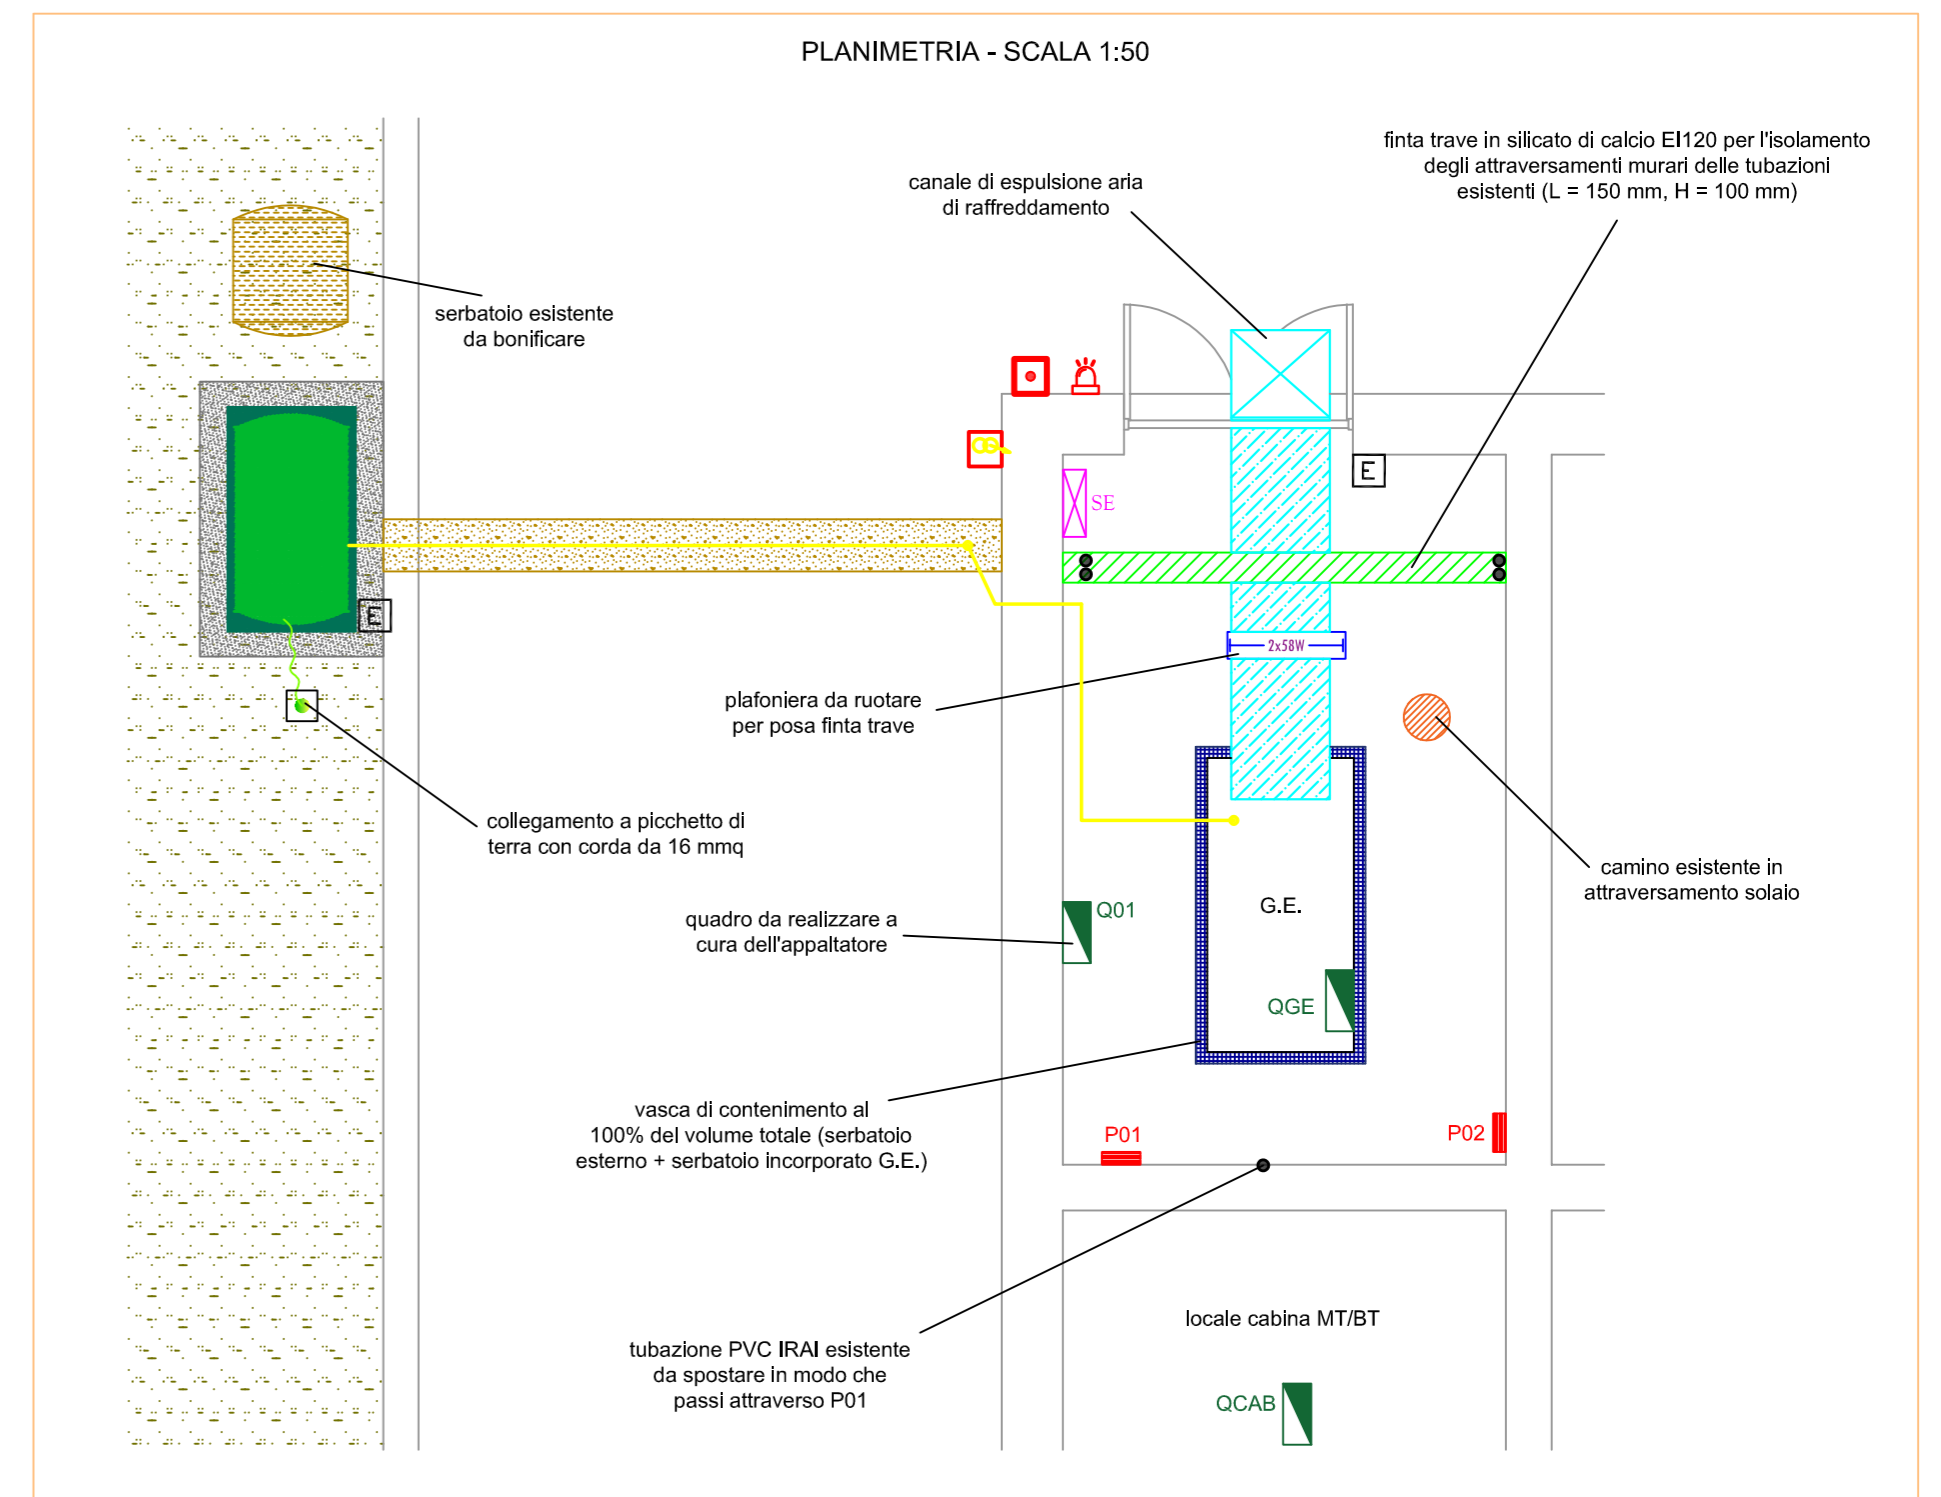 PLANIMETRIA - SCALA 1:50
finta trave in silicato di calcio EI120 per l'isolamento
degli attraversamenti murari delle tubazioni
esistenti (L = 150 mm, H = 100 mm)
canale di espulsione aria
di raffreddamento
serbatoio esistente
da bonificare
E
SE
E
2x58W
plafoniera da ruotare
per posa finta trave
collegamento a picchetto di
terra con corda da 16 mmq
camino esistente in
attraversamento solaio
quadro da realizzare a
cura dell'appaltatore
Q01
G.E.
QGE
vasca di contenimento al
100% del volume totale (serbatoio
esterno + serbatoio incorporato G.E.)
P01
P02
locale cabina MT/BT
tubazione PVC IRAI esistente
da spostare in modo che
passi attraverso P01
QCAB